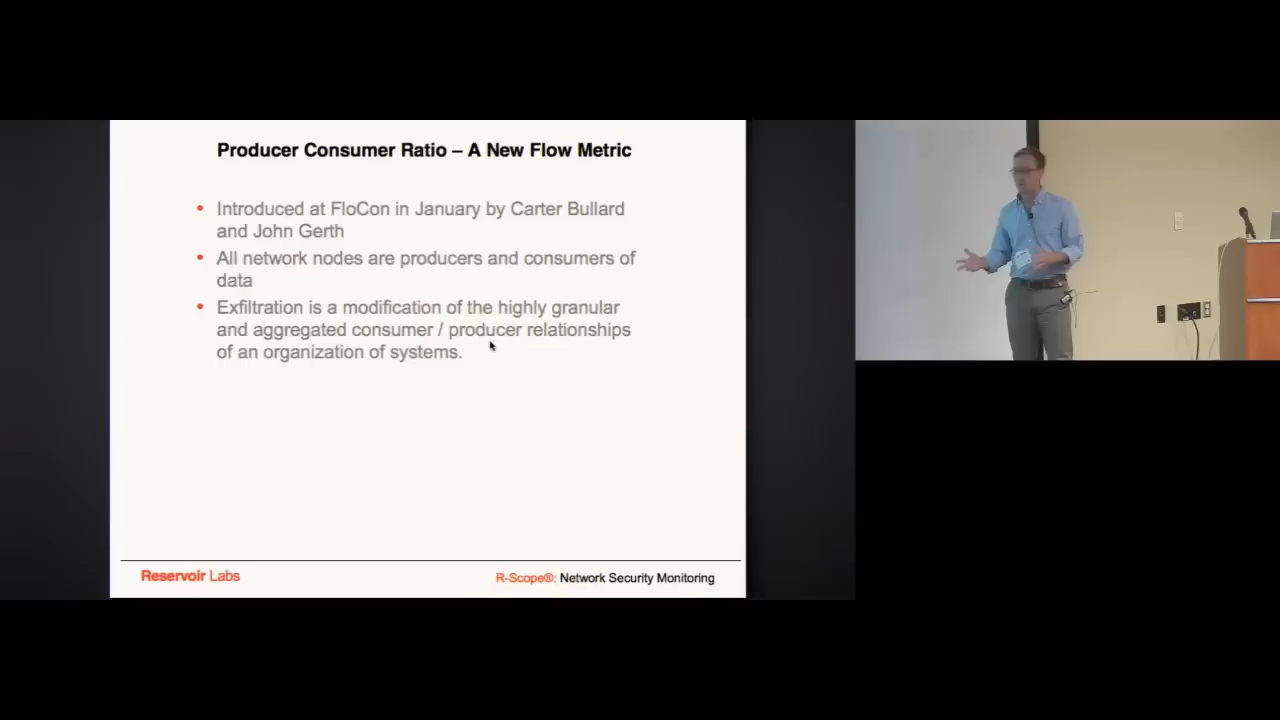 Producer Consumer Ratio – A New Flow Metric
• Introduced at FloCon in January by Carter Bullard
and John Gerth
• All network nodes are producers and consumers of
data
• Exfiltration is a modification of the highly granular
and aggregated consumer / producer relationships
of an organization of systems.
Reservoir Labs
R-Scope®: Network Security Monitoring